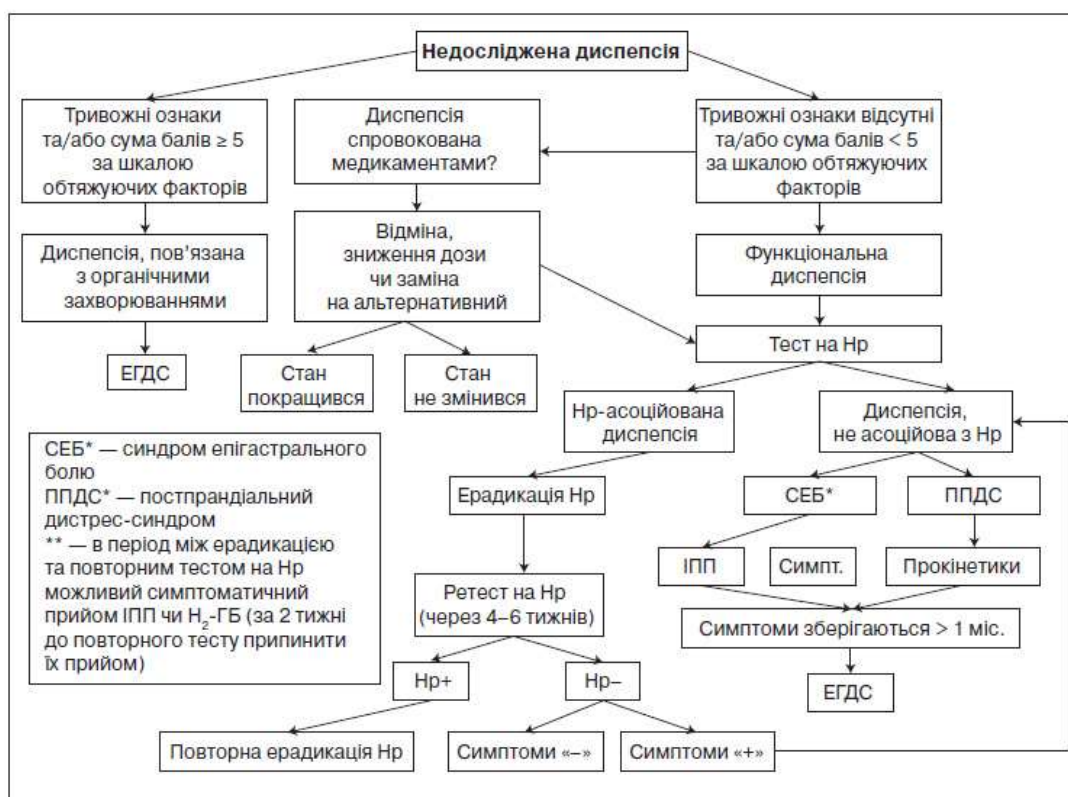 Недосліджена диспепсія
Тривожні ознаки
та/або сума балів ≥ 5
за шкалою
обтяжуючих факторів
Диспепсія
спровокована
медикаментами?
Тривожні ознаки відсутні
та/або сума балів < 5
за шкалою обтяжуючих
факторів
Диспепсія, пов’язана
з органічними
захворюваннями
Відміна,
зниження дози
чи заміна
на альтернативний
Функціональна
диспепсія
ЕГДС
Стан
покращився
Стан
не змінився
Тест на Hp
Hp-асоційована
диспепсія
Диспепсія,
не асоційова з Hp
СЕБ* — синдром епігастрального
болю
ППДС* — постпрандіальний
дистрес-синдром
** — в період між ерадикацією
та повторним тестом на Hp
можливий симптоматичний
прийом ІПП чи H₂-ГБ (за 2 тижні
до повторного тесту припинити
їх прийом)
Ерадикація Hp
СЕБ*
ППДС
ІПП
Симпт.
Прокінетики
Ретест на Hp
(через 4–6 тижнів)
Симптоми зберігаються > 1 міс.
Hp+
Hp–
ЕГДС
Повторна ерадикація Hp
Симптоми «–»
Симптоми «+»